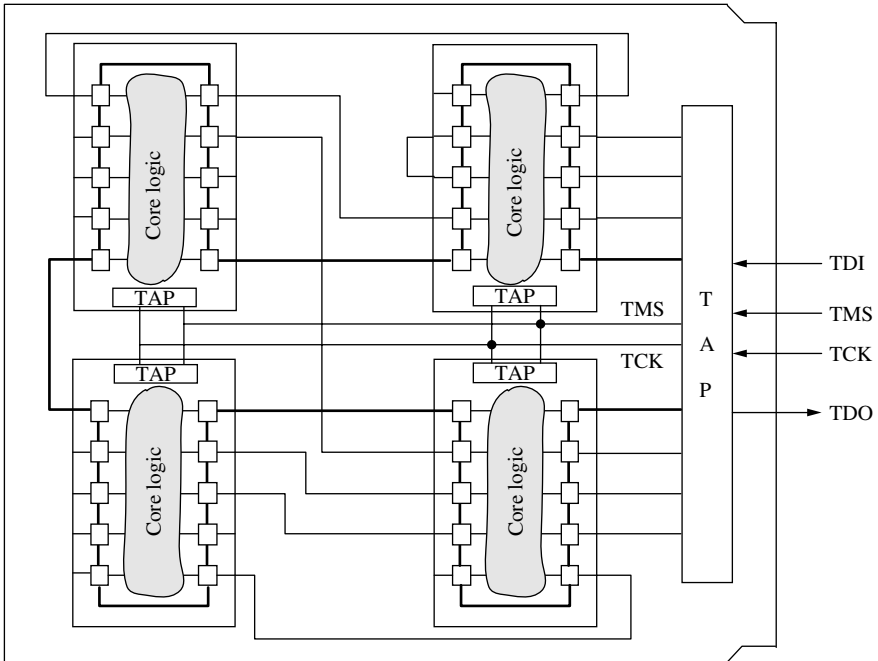 Core logic
Core logic
TAP
TAP
TMS
TCK
TAP
TAP
Core logic
Core logic
T
A
P
TDI
TMS
TCK
TDO